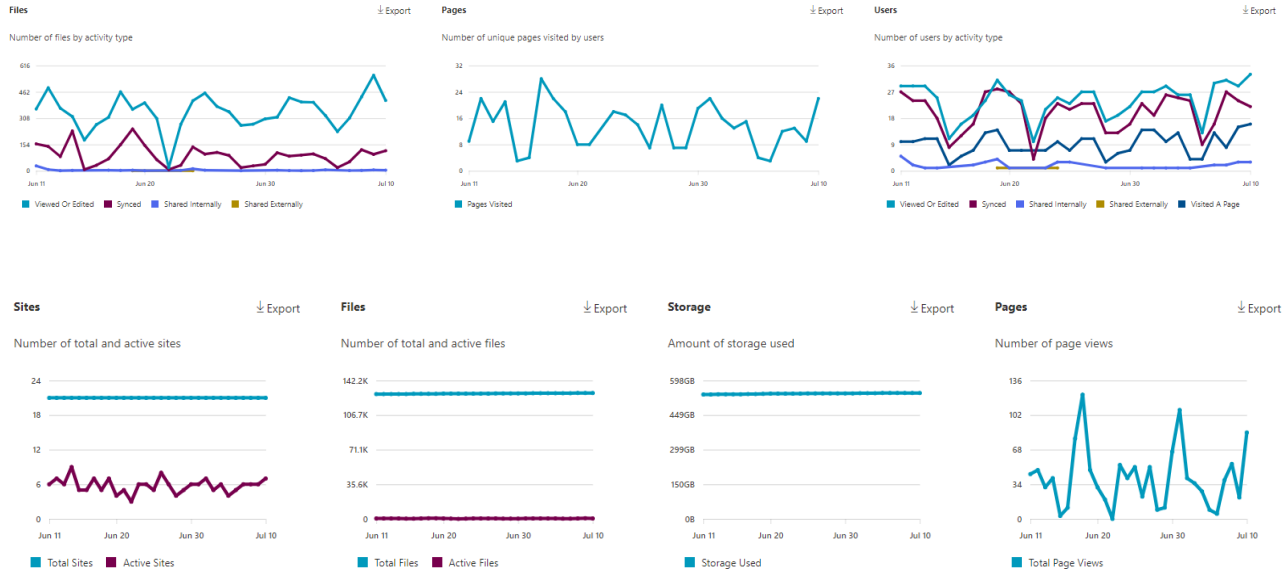 Files Export Pages Export Users Export
Number of files by activity type Number of unique pages visited by users Number of users by activity type
616 32 36
462 24 27
308 16 18
154 8 9
0 0 0
Jun 11 Jun 20 Jun 30 Jul 10 Jun 11 Jun 20 Jun 30 Jul 10 Jun 11 Jun 20 Jun 30 Jul 10
Viewed Or Edited Synced Shared Internally Shared Externally Pages Visited Viewed Or Edited Synced Shared Internally Shared Externally Visited A Page
Sites Export Files Export Storage Export Pages Export
Number of total and active sites Number of total and active files Amount of storage used Number of page views
24 142.2K 598GB 136
18 106.7K 449GB 102
12 71.1K 299GB 68
6 35.6K 150GB 34
0 0 0B 0
Jun 11 Jun 20 Jun 30 Jul 10 Jun 11 Jun 20 Jun 30 Jul 10 Jun 11 Jun 20 Jun 30 Jul 10 Jun 11 Jun 20 Jun 30 Jul 10
Total Sites Active Sites Total Files Active Files Storage Used Total Page Views